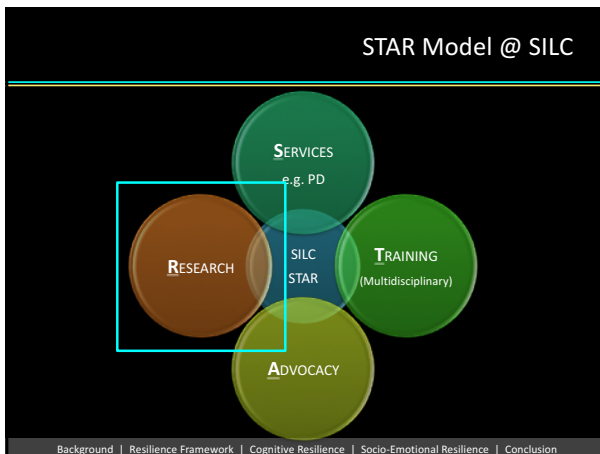 STAR Model @ SILC
SERVICES
e.g. PD
RESEARCH
SILC
STAR
TRAINING
(Multidisciplinary)
ADVOCACY
Background | Resilience Framework | Cognitive Resilience | Socio-Emotional Resilience | Conclusion